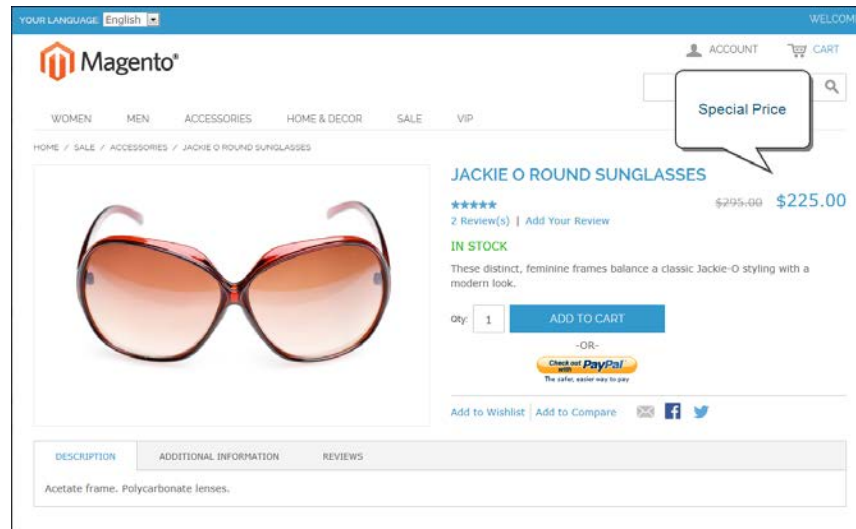 YOUR LANGUAGE: English
WELCOME
Magento®
ACCOUNT
CART
Special Price
WOMEN MEN ACCESSORIES HOME & DECOR SALE VIP
HOME / SALE / ACCESSORIES / JACKIE O ROUND SUNGLASSES
JACKIE O ROUND SUNGLASSES
$295.00 $225.00
2 Review(s) | Add Your Review
IN STOCK
These distinct, feminine frames balance a classic Jackie-O styling with a
modern look.
Qty: 1 ADD TO CART
-OR-
Check out with PayPal
The safer, easier way to pay
Add to Wishlist | Add to Compare
DESCRIPTION ADDITIONAL INFORMATION REVIEWS
Acetate frame. Polycarbonate lenses.